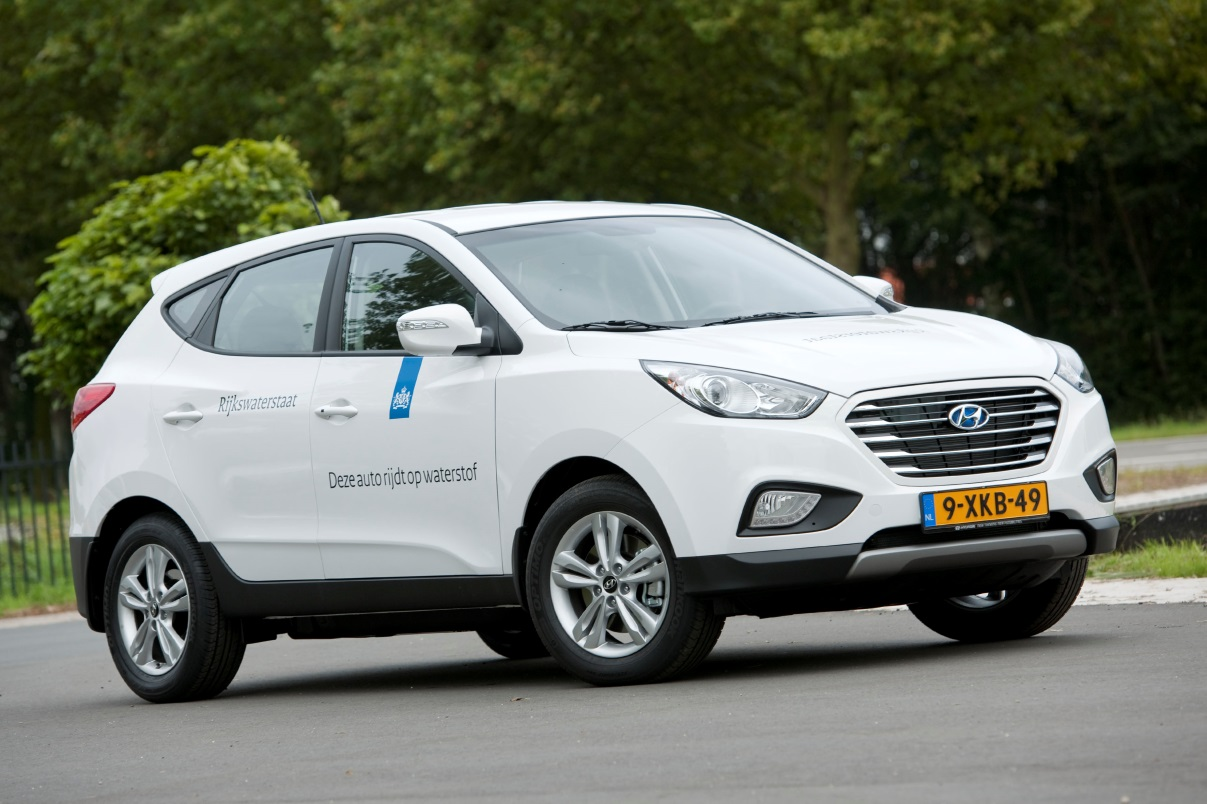 Rijkswaterstaat
Deze auto rijdt op waterstof
NL
9-XKB-49